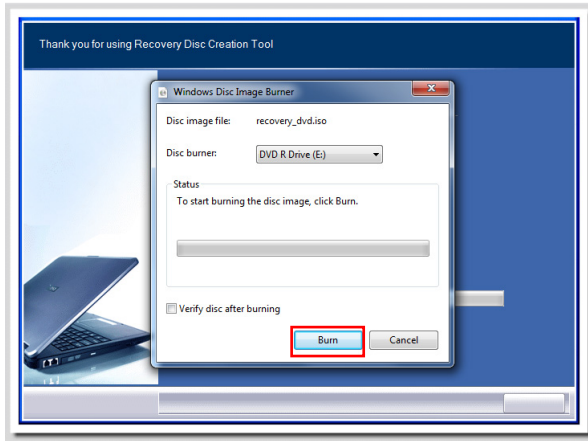 Thank you for using Recovery Disc Creation Tool
Windows Disc Image Burner
Disc image file: recovery_dvd.iso
Disc burner: DVD R Drive (E:)
Status
To start burning the disc image, click Burn.
Verify disc after burning
Burn Cancel